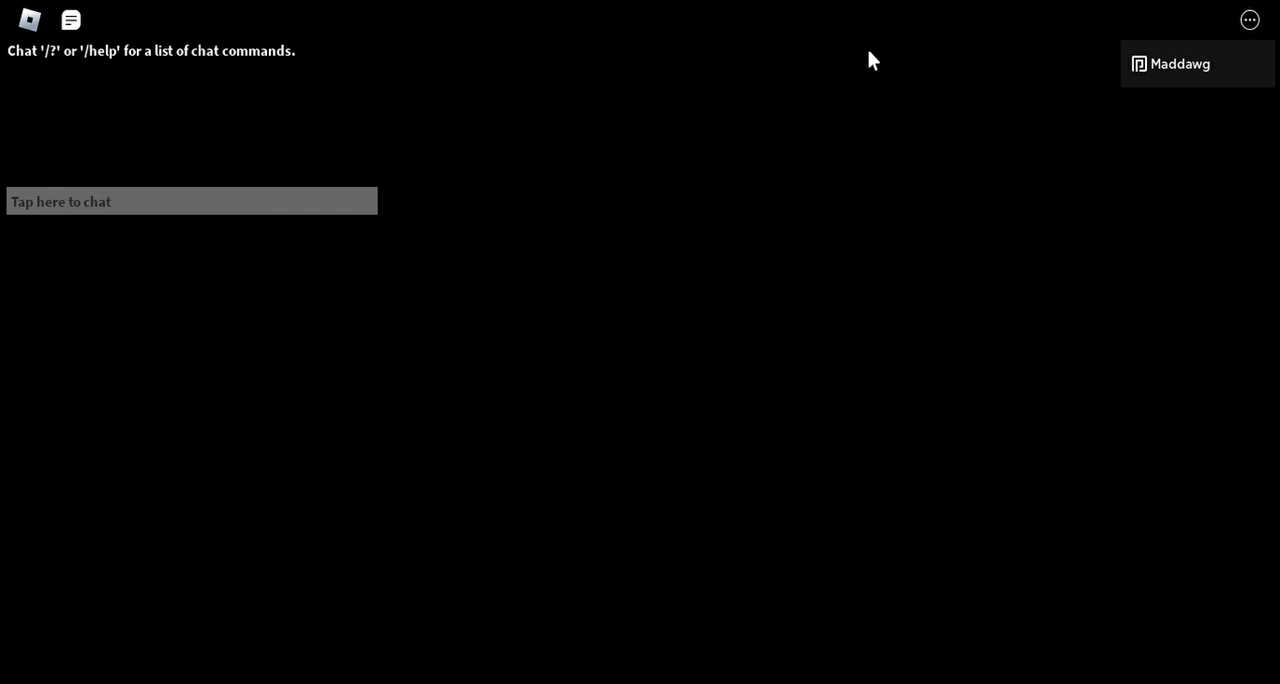 Chat '/?' or '/help' for a list of chat commands.
Maddawg
Tap here to chat